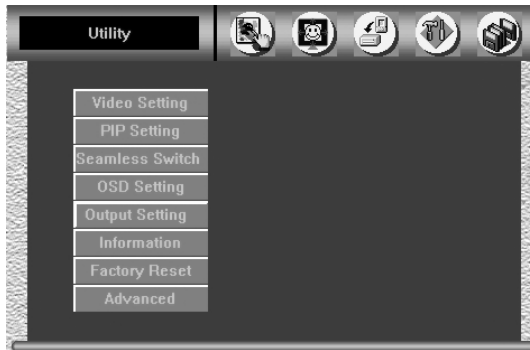 Utility
Video Setting
PIP Setting
Seamless Switch
OSD Setting
Output Setting
Information
Factory Reset
Advanced